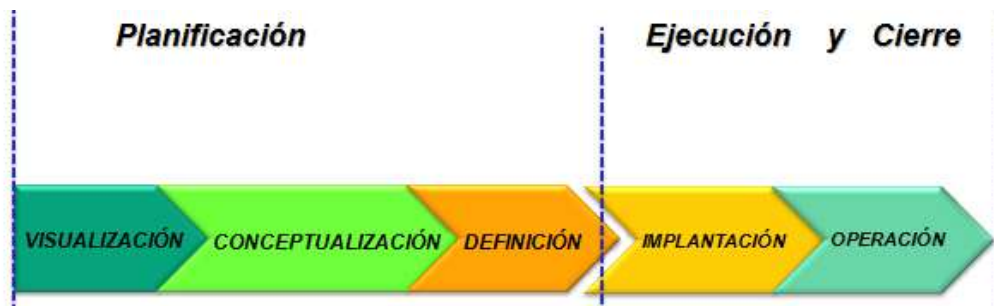 Planificación
Ejecución y Cierre
VISUALIZACIÓN
CONCEPTUALIZACIÓN
DEFINICIÓN
IMPLANTACIÓN
OPERACIÓN